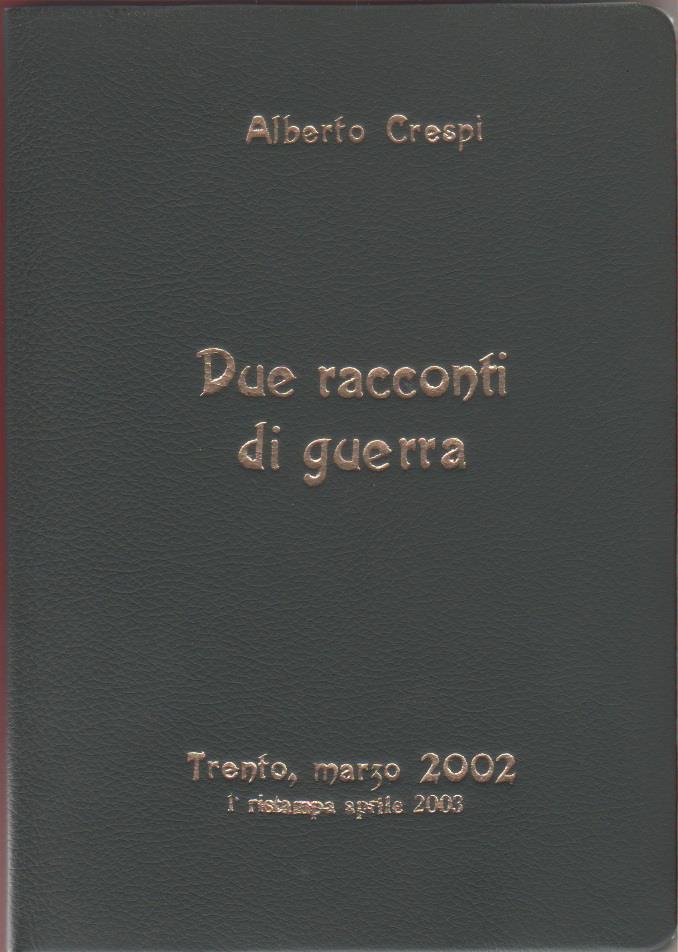 Alberto Crespi
Due racconti
di guerra
Trento, marzo 2002
1ª ristampa aprile 2003